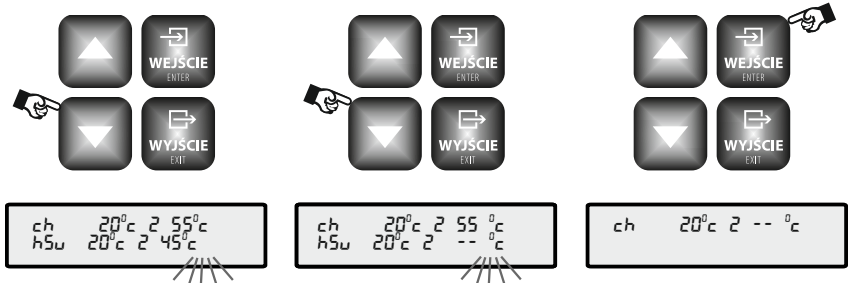 WEJŚCIE
ENTER
WYJŚCIE
EXIT
WEJŚCIE
ENTER
WYJŚCIE
EXIT
WEJŚCIE
ENTER
WYJŚCIE
EXIT
ch 20°c 2 55°c
hSu 20°c 2 45°c
ch 20°c 2 55 °c
hSu 20°c 2 -- °c
ch 20°c 2 -- °c